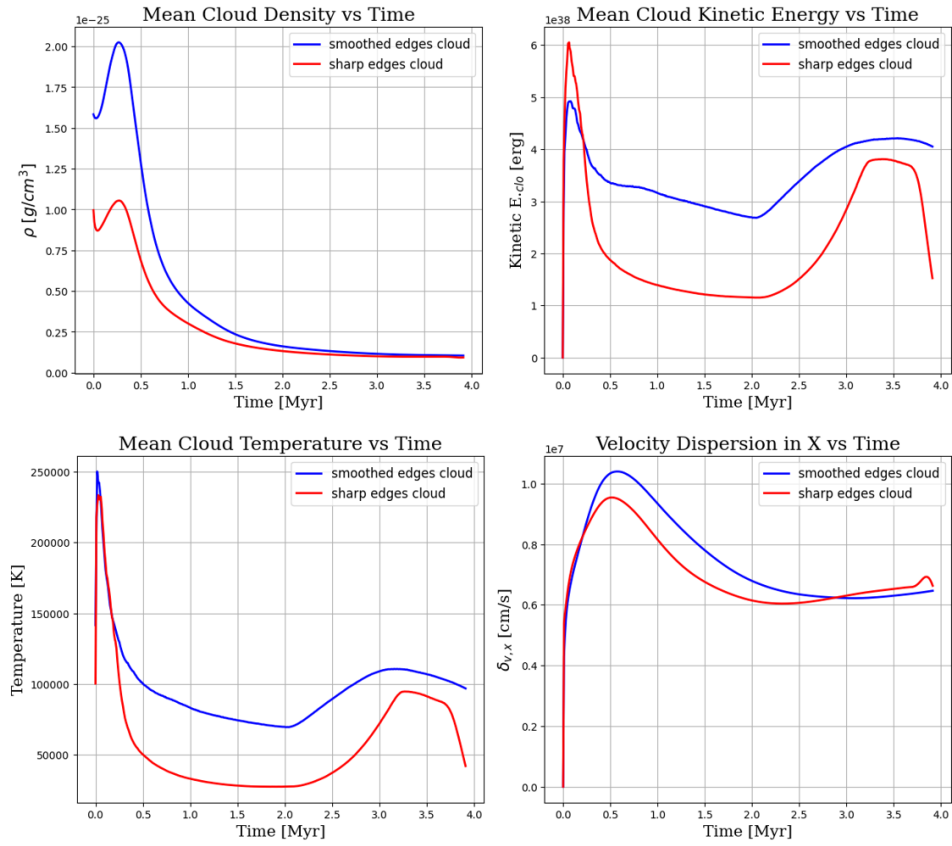 Mean Cloud Density vs Time
1e−25
smoothed edges cloud
sharp edges cloud
2.00
1.75
1.50
1.25
1.00
0.75
0.50
0.25
0.00
ρ [g/cm³]
0.0 0.5 1.0 1.5 2.0 2.5 3.0 3.5 4.0
Time [Myr]
Mean Cloud Kinetic Energy vs Time
1e38
smoothed edges cloud
sharp edges cloud
6
5
4
3
2
1
0
Kinetic E.clo [erg]
0.0 0.5 1.0 1.5 2.0 2.5 3.0 3.5 4.0
Time [Myr]
Mean Cloud Temperature vs Time
smoothed edges cloud
sharp edges cloud
250000
200000
150000
100000
50000
Temperature [K]
0.0 0.5 1.0 1.5 2.0 2.5 3.0 3.5 4.0
Time [Myr]
Velocity Dispersion in X vs Time
1e7
smoothed edges cloud
sharp edges cloud
1.0
0.8
0.6
0.4
0.2
0.0
δv,x [cm/s]
0.0 0.5 1.0 1.5 2.0 2.5 3.0 3.5 4.0
Time [Myr]